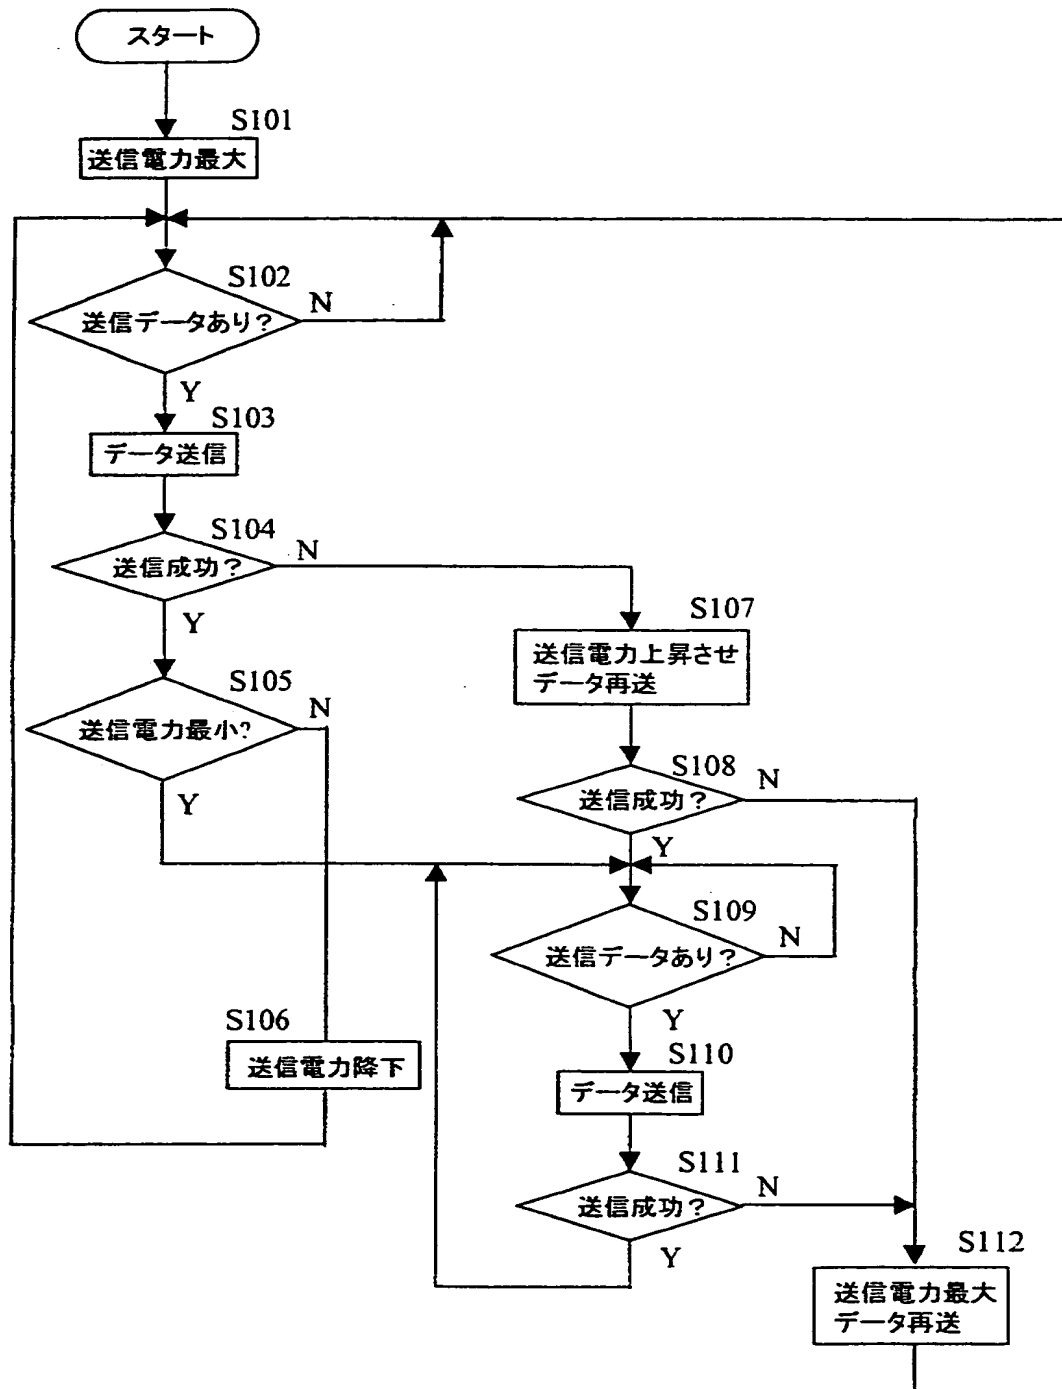 スタート
S101
送信電力最大
S102
送信データあり?
N
Y
S103
データ送信
S104
送信成功?
N
Y
S105
送信電力最小?
N
Y
S106
送信電力降下
S107
送信電力上昇させ
データ再送
S108
送信成功?
N
Y
S109
送信データあり?
N
Y
S110
データ送信
S111
送信成功?
N
Y
S112
送信電力最大
データ再送